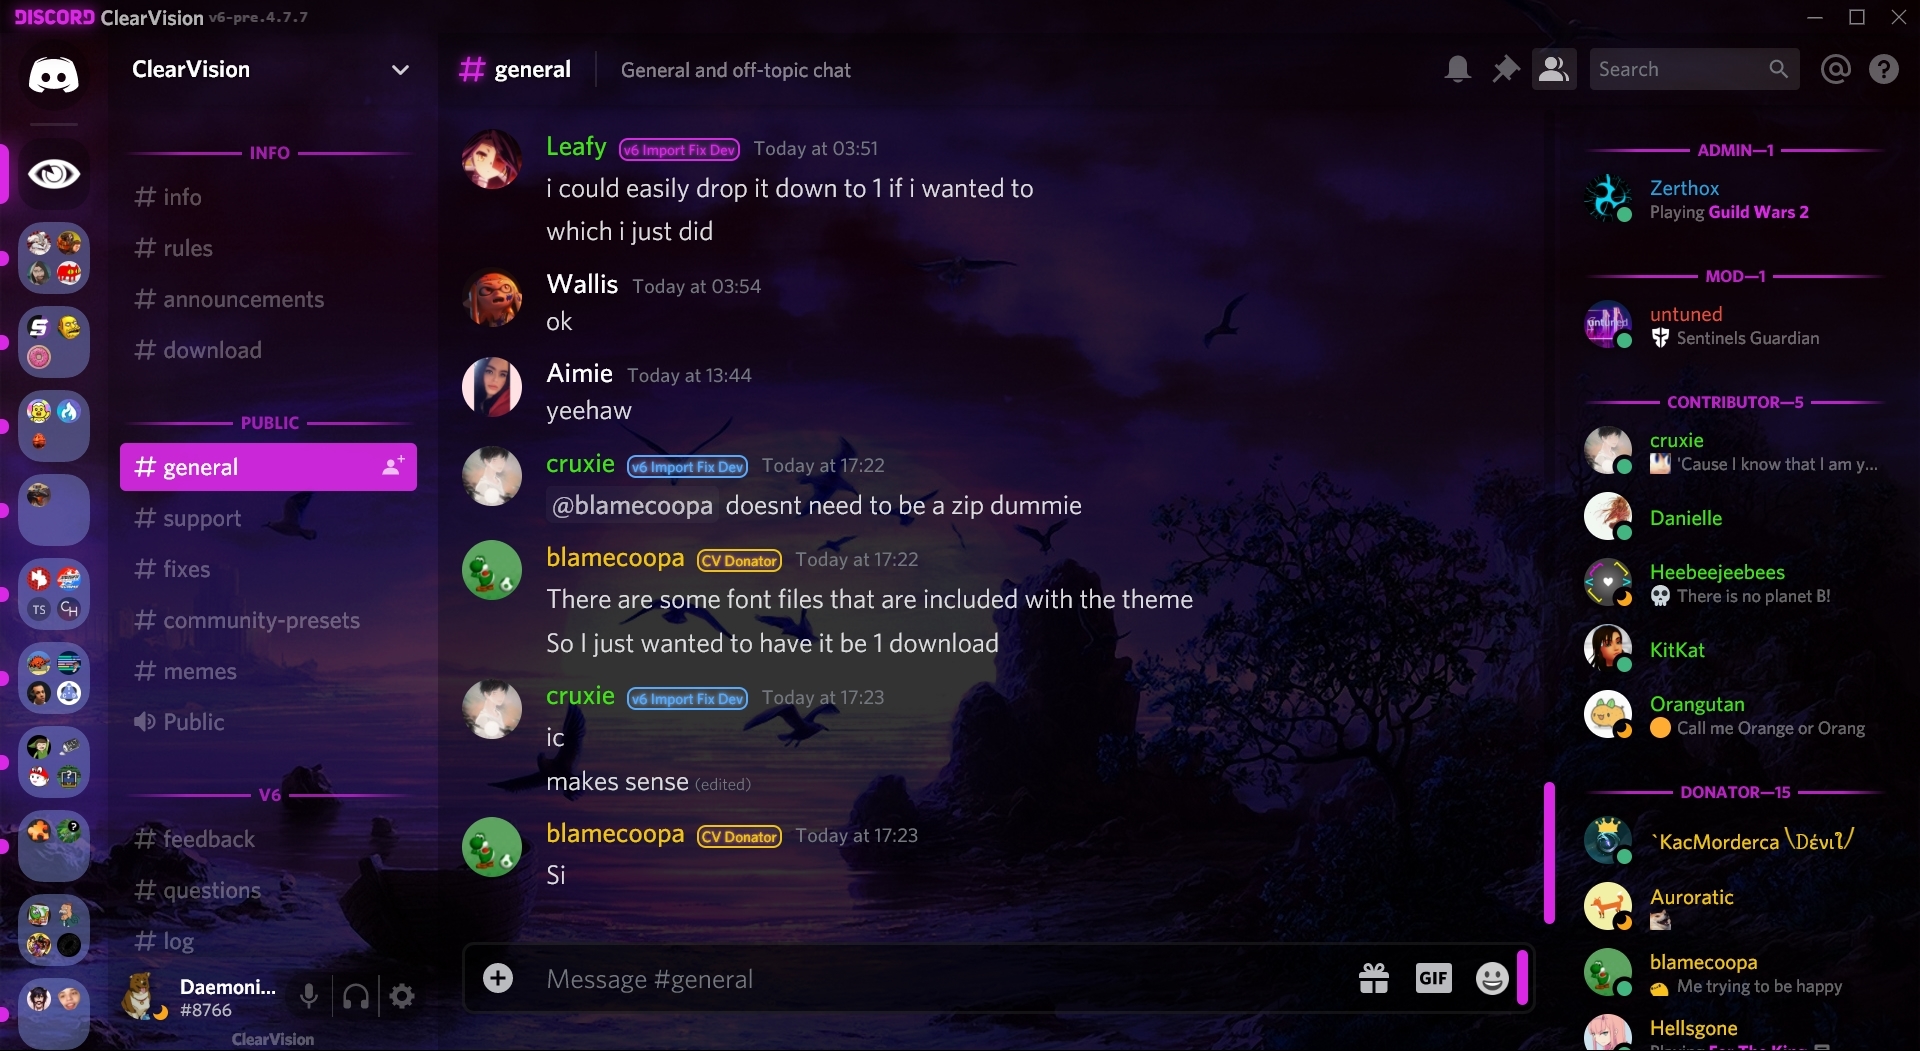 DISCORD ClearVision v6-pre.4.7.7
ClearVision
INFO
info
rules
announcements
download
PUBLIC
general
support
fixes
community-presets
memes
Public
V6
feedback
questions
log
Daemoni...
#8766
ClearVision
TS
CH
# general
General and off-topic chat
Search
Leafy v6 Import Fix Dev Today at 03:51
i could easily drop it down to 1 if i wanted to
which i just did
Wallis Today at 03:54
ok
Aimie Today at 13:44
yeehaw
cruxie v6 Import Fix Dev Today at 17:22
@blamecoopa doesnt need to be a zip dummie
blamecoopa CV Donator Today at 17:22
There are some font files that are included with the theme
So I just wanted to have it be 1 download
cruxie v6 Import Fix Dev Today at 17:23
ic
makes sense (edited)
blamecoopa CV Donator Today at 17:23
Si
Message #general
GIF
ADMIN—1
Zerthox
Playing Guild Wars 2
MOD—1
untuned
untuned
Sentinels Guardian
CONTRIBUTOR—5
cruxie
'Cause I know that I am y...
Danielle
Heebeejeebees
There is no planet B!
KitKat
Orangutan
Call me Orange or Orang
DONATOR—15
`KacMorderca \Dévιl/
Auroratic
blamecoopa
Me trying to be happy
Hellsgone
Playing For The King